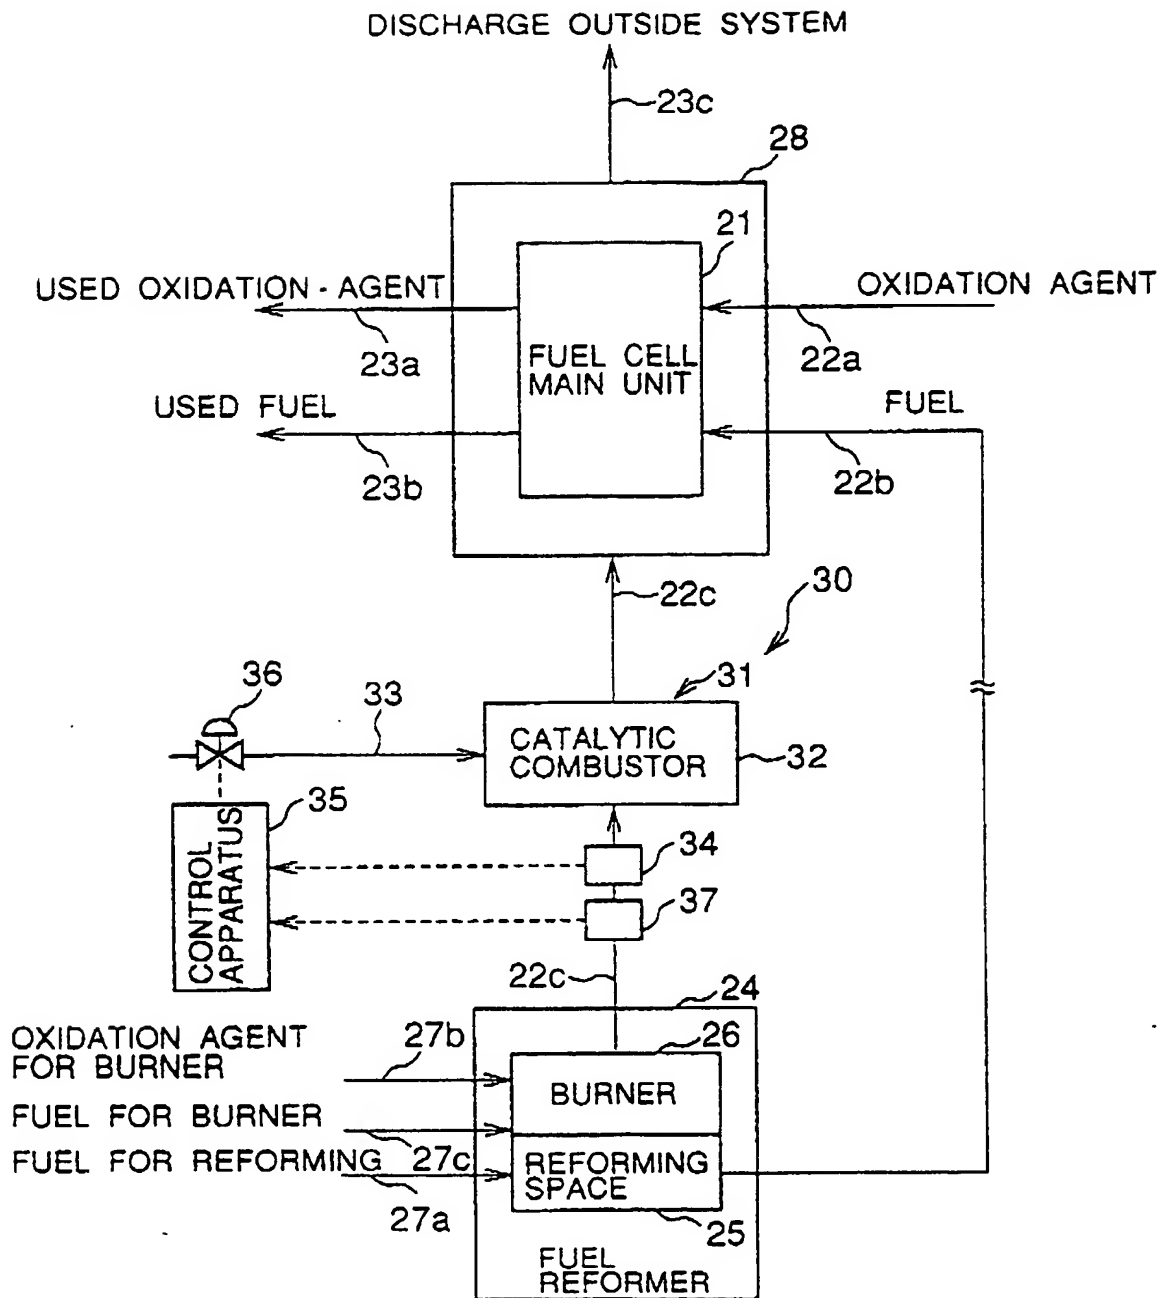 DISCHARGE OUTSIDE SYSTEM
23c
28
21
USED OXIDATION - AGENT
OXIDATION AGENT
23a
FUEL CELL
MAIN UNIT
22a
USED FUEL
FUEL
23b
22b
22c
30
36
33
31
CATALYTIC
COMBUSTOR
32
35
CONTROL
APPARATUS
34
37
22c
24
OXIDATION AGENT
FOR BURNER
27b
26
BURNER
FUEL FOR BURNER
FUEL FOR REFORMING
27c
REFORMING
SPACE
27a
25
FUEL
REFORMER